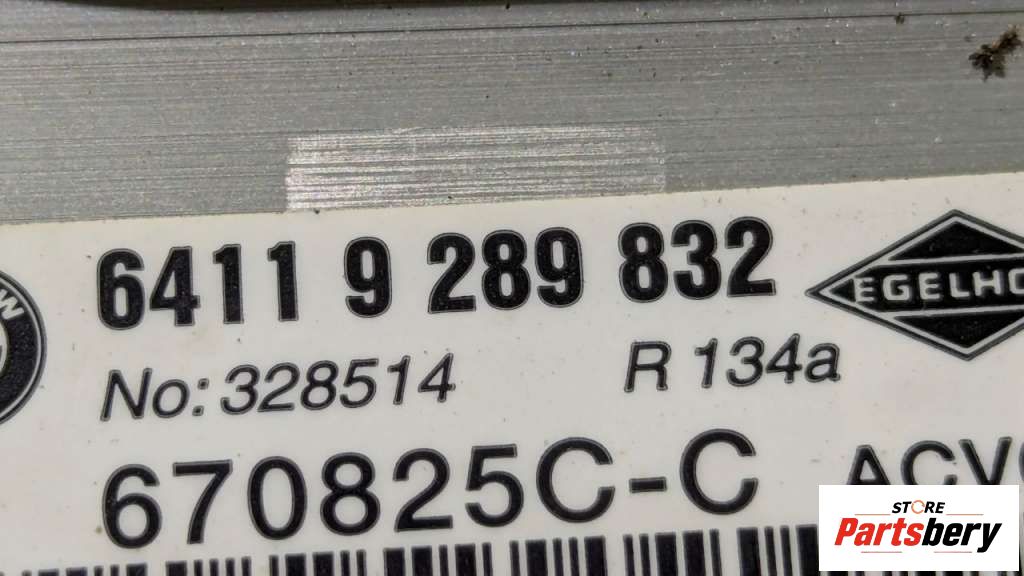 6411 9 289 832
EGELHO
No: 328514 R 134a
670825C-C ACV
W
STORE
Partsbery